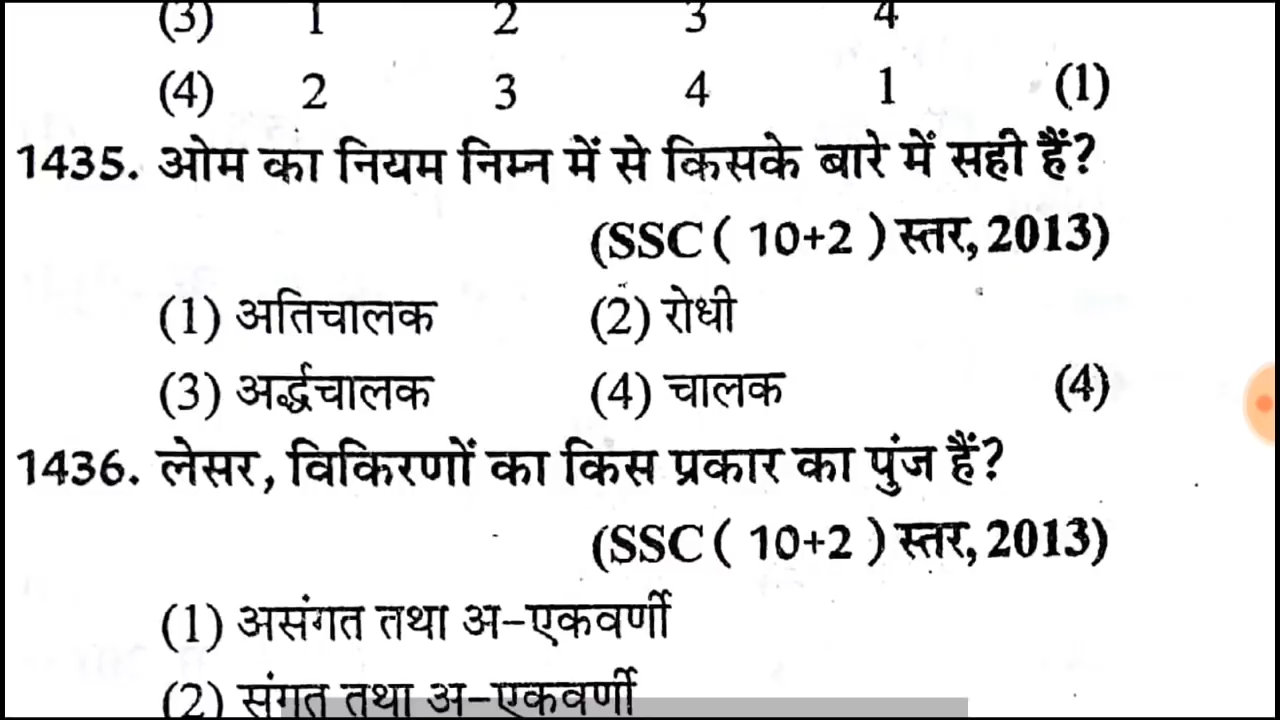 (3) 1 2 3 4
(4) 2 3 4 1 (1)
1435. ओम का नियम निम्न में से किसके बारे में सही हैं?
(SSC ( 10+2 ) स्तर, 2013)
(1) अतिचालक (2) रोधी
(3) अर्द्धचालक (4) चालक (4)
1436. लेसर, विकिरणों का किस प्रकार का पुंज हैं?
(SSC ( 10+2 ) स्तर, 2013)
(1) असंगत तथा अ-एकवर्णी
(2) संगत तथा अ-एकवर्णी